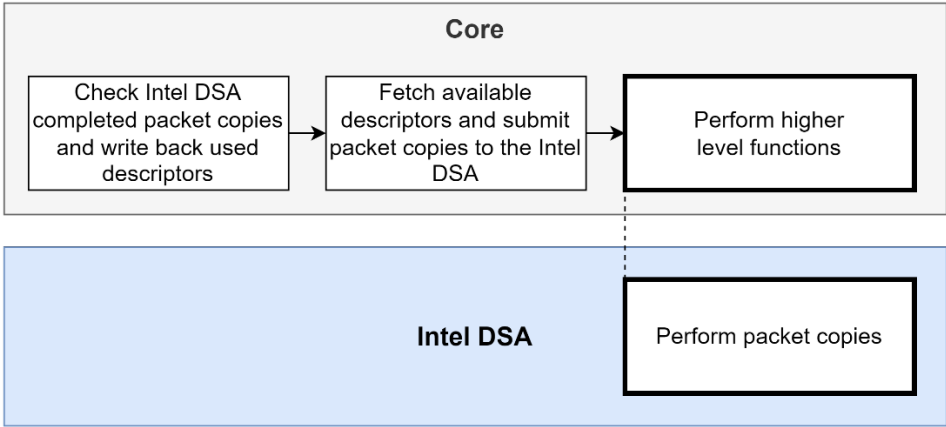 Core
Check Intel DSA
completed packet copies
and write back used
descriptors
Fetch available
descriptors and submit
packet copies to the Intel
DSA
Perform higher
level functions
Intel DSA
Perform packet copies